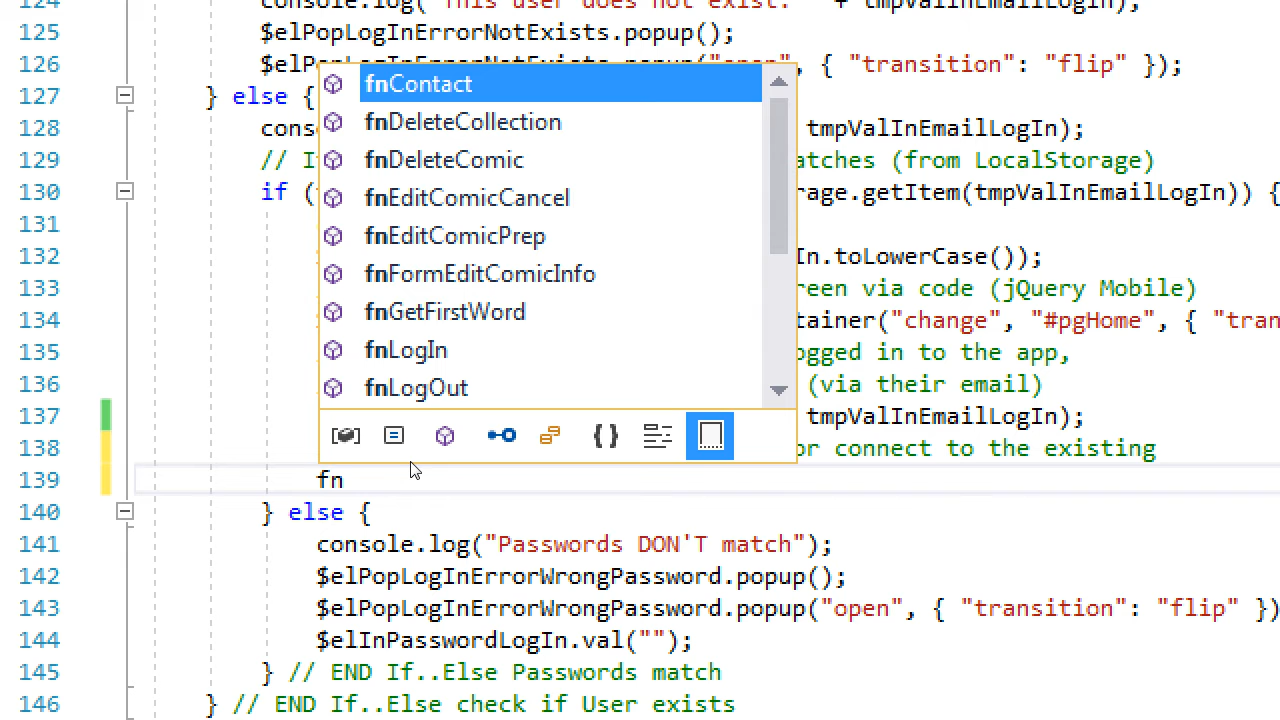 124 console.log("This user does not exist: " + tmpValInEmailLogIn);
125 $elPopLogInErrorNotExists.popup();
126 $elPopLogInErrorNotExists.popup("open", { "transition": "flip" });
127 } else {
128 cons tmpValInEmailLogIn);
129 // I atches (from LocalStorage)
130 if ( rage.getItem(tmpValInEmailLogIn)) {
131
132 In.toLowerCase());
133 reen via code (jQuery Mobile)
134 tainer("change", "#pgHome", { "tran
135 ogged in to the app,
136 (via their email)
137 tmpValInEmailLogIn);
138 or connect to the existing
139 fn
fnContact
fnDeleteCollection
fnDeleteComic
fnEditComicCancel
fnEditComicPrep
fnFormEditComicInfo
fnGetFirstWord
fnLogIn
fnLogOut
140 } else {
141 console.log("Passwords DON'T match");
142 $elPopLogInErrorWrongPassword.popup();
143 $elPopLogInErrorWrongPassword.popup("open", { "transition": "flip" })
144 $elInPasswordLogIn.val("");
145 } // END If..Else Passwords match
146 } // END If..Else check if User exists